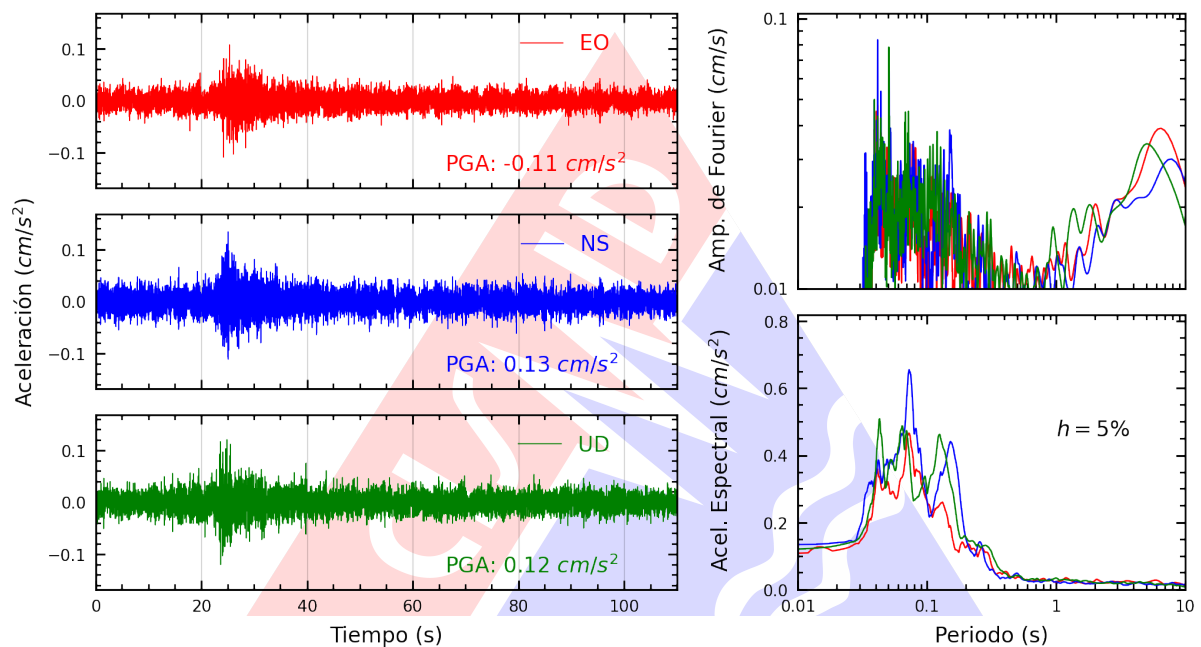 Aceleración (cm/s²)
0.1
0.0
−0.1
EO
PGA: -0.11 cm/s²
0.1
0.0
−0.1
NS
PGA: 0.13 cm/s²
0.1
0.0
−0.1
UD
PGA: 0.12 cm/s²
0 20 40 60 80 100
Tiempo (s)
Amp. de Fourier (cm/s)
0.1
0.01
Acel. Espectral (cm/s²)
0.8
0.6
0.4
0.2
0.0
h = 5%
0.01 0.1 1 10
Periodo (s)
CSMD